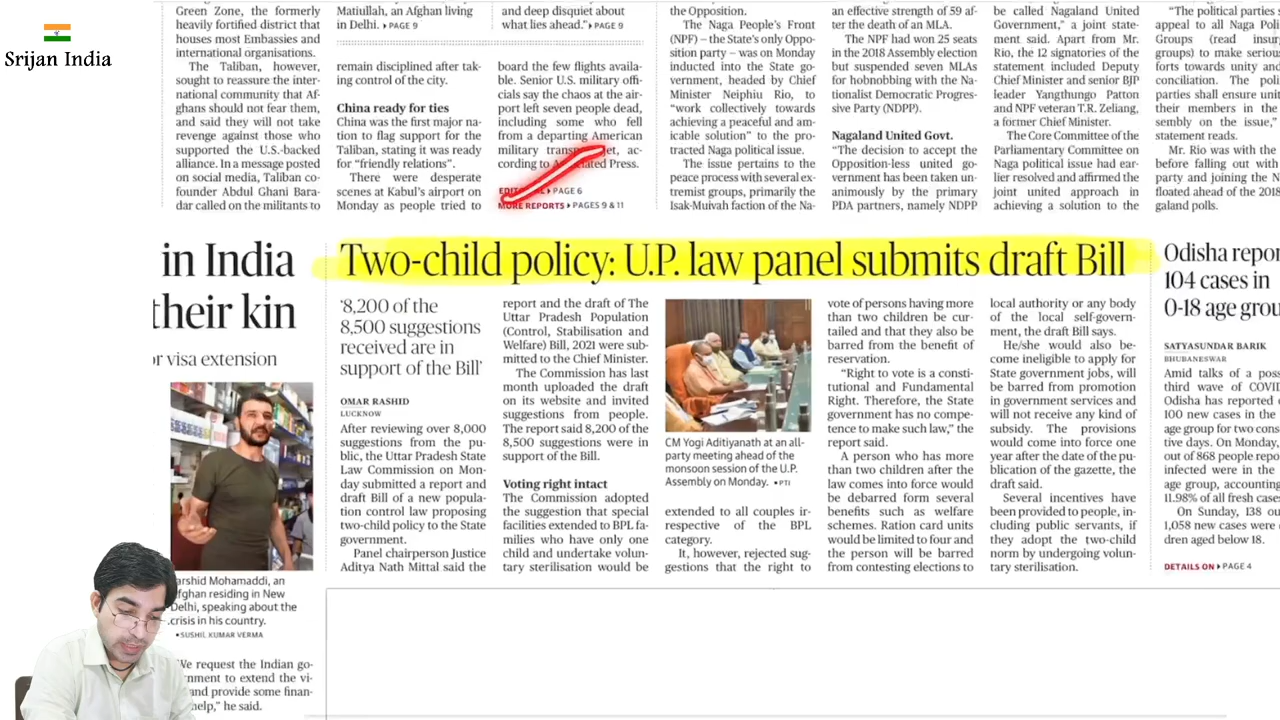 Srijan India
Green Zone, the formerly
heavily fortified district that
houses most Embassies and
international organisations.
The Taliban, however,
sought to reassure the inter-
national community that Af-
ghans should not fear them,
and said they will not take
revenge against those who
supported the U.S.-backed
alliance. In a message posted
on social media, Taliban co-
founder Abdul Ghani Bara-
dar called on the militants to
Matiullah, an Afghan living
in Delhi. ▸ PAGE 9
remain disciplined after tak-
ing control of the city.
China ready for ties
China was the first major na-
tion to flag support for the
Taliban, stating it was ready
for “friendly relations”.
There were desperate
scenes at Kabul's airport on
Monday as people tried to
and deep disquiet about
what lies ahead.” ▸ PAGE 9
board the few flights availa-
ble. Senior U.S. military offi-
cials say the chaos at the air-
port left seven people dead,
including some who fell
from a departing American
military transport jet, ac-
cording to Associated Press.
EDITORIAL ▸ PAGE 6
MORE REPORTS ▸ PAGES 9 & 11
the Opposition.
The Naga People's Front
(NPF) – the State's only Oppo-
sition party – was on Monday
inducted into the State go-
vernment, headed by Chief
Minister Neiphiu Rio, to
“work collectively towards
achieving a peaceful and am-
icable solution” to the pro-
tracted Naga political issue.
The issue pertains to the
peace process with several ex-
tremist groups, primarily the
Isak-Muivah faction of the Na-
an effective strength of 59 af-
ter the death of an MLA.
The NPF had won 25 seats
in the 2018 Assembly election
but suspended seven MLAs
for hobnobbing with the Na-
tionalist Democratic Progres-
sive Party (NDPP).
Nagaland United Govt.
“The decision to accept the
Opposition-less united go-
vernment has been taken un-
animously by the primary
PDA partners, namely NDPP
be called Nagaland United
Government,” a joint state-
ment said. Apart from Mr.
Rio, the 12 signatories of the
statement included Deputy
Chief Minister and senior BJP
leader Yangthungo Patton
and NPF veteran T.R. Zeliang,
a former Chief Minister.
The Core Committee of the
Parliamentary Committee on
Naga political issue had ear-
lier resolved and affirmed the
joint united approach in
achieving a solution to the
“The political parties
appeal to all Naga Poli
Groups (read insur
groups) to make seriou
forts towards unity and
conciliation. The poli
parties shall ensure unit
their members in the
sembly on the issue,”
statement reads.
Mr. Rio was with the
before falling out with
party and joining the N
floated ahead of the 2018
galand polls.
in India
their kin
or visa extension
arshid Mohamaddi, an
fghan residing in New
Delhi, speaking about the
crisis in his country.
▪ SUSHIL KUMAR VERMA
We request the Indian go-
nment to extend the vi-
and provide some finan-
help,” he said.
Two-child policy: U.P. law panel submits draft Bill
‘8,200 of the
8,500 suggestions
received are in
support of the Bill’
OMAR RASHID
LUCKNOW
After reviewing over 8,000
suggestions from the pu-
blic, the Uttar Pradesh State
Law Commission on Mon-
day submitted a report and
draft Bill of a new popula-
tion control law proposing
two-child policy to the State
government.
Panel chairperson Justice
Aditya Nath Mittal said the
report and the draft of The
Uttar Pradesh Population
(Control, Stabilisation and
Welfare) Bill, 2021 were sub-
mitted to the Chief Minister.
The Commission has last
month uploaded the draft
on its website and invited
suggestions from people.
The report said 8,200 of the
8,500 suggestions were in
support of the Bill.
Voting right intact
The Commission adopted
the suggestion that special
facilities extended to BPL fa-
milies who have only one
child and undertake volun-
tary sterilisation would be
CM Yogi Aditiyanath at an all-
party meeting ahead of the
monsoon session of the U.P.
Assembly on Monday. ▪ PTI
extended to all couples ir-
respective of the BPL
category.
It, however, rejected sug-
gestions that the right to
vote of persons having more
than two children be cur-
tailed and that they also be
barred from the benefit of
reservation.
“Right to vote is a consti-
tutional and Fundamental
Right. Therefore, the State
government has no compe-
tence to make such law,” the
report said.
A person who has more
than two children after the
law comes into force would
be debarred form several
benefits such as welfare
schemes. Ration card units
would be limited to four and
the person will be barred
from contesting elections to
local authority or any body
of the local self-govern-
ment, the draft Bill says.
He/she would also be-
come ineligible to apply for
State government jobs, will
be barred from promotion
in government services and
will not receive any kind of
subsidy. The provisions
would come into force one
year after the date of the pu-
blication of the gazette, the
draft said.
Several incentives have
been provided to people, in-
cluding public servants, if
they adopt the two-child
norm by undergoing volun-
tary sterilisation.
Odisha repor
104 cases in
0-18 age grou
SATYASUNDAR BARIK
BHUBANESWAR
Amid talks of a poss
third wave of COVID
Odisha has reported
100 new cases in the
age group for two cons
tive days. On Monday,
out of 868 people repo
infected were in the
age group, accounting
11.98% of all fresh cases
On Sunday, 138 ou
1,058 new cases were
dren aged below 18.
DETAILS ON ▸ PAGE 4